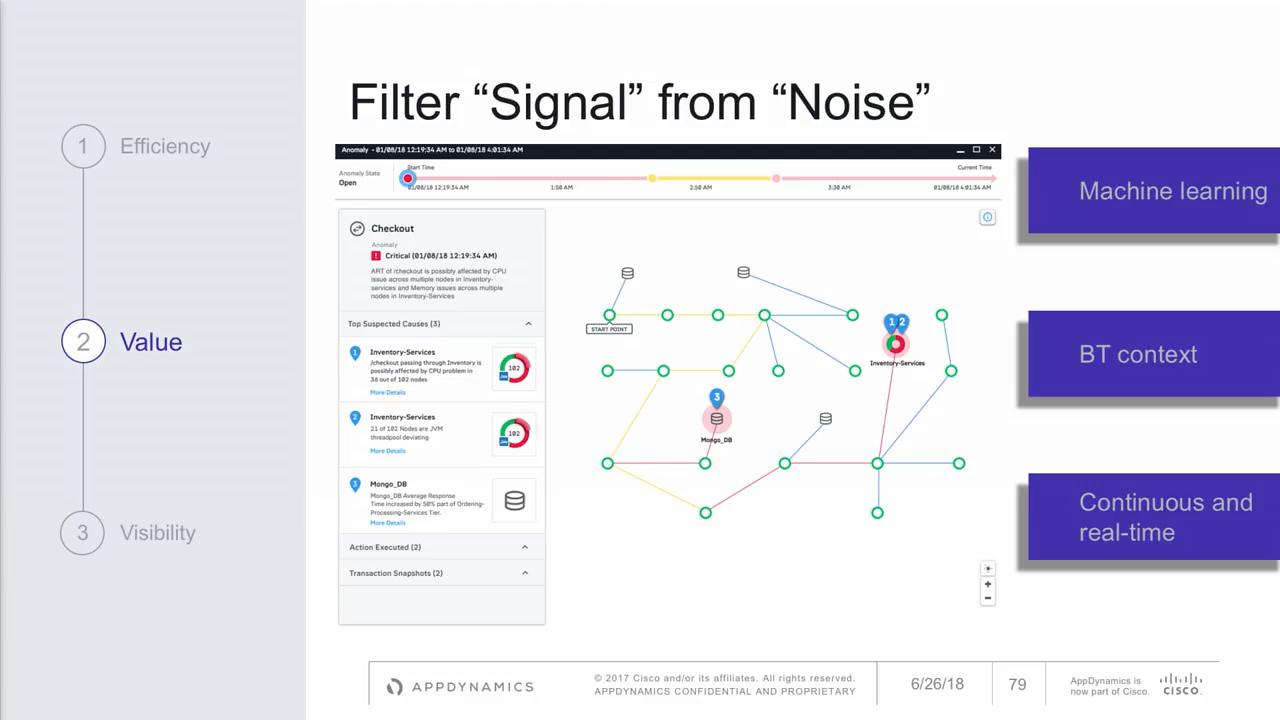 Filter “Signal” from “Noise”
1 Efficiency
2 Value
3 Visibility
Anomaly - 01/08/18 12:19:34 AM to 01/08/18 4:01:34 AM
Anomaly State
Open
Start Time
Current Time
01/08/18 12:19:34 AM
1:50 AM
2:50 AM
3:30 AM
01/08/18 4:01:34 AM
Checkout
Anomaly
! Critical (01/08/18 12:19:34 AM)
ART of /checkout is possibly affected by CPU
issue across multiple nodes in Inventory-
services and Memory issues across multiple
nodes in Inventory-Services
Top Suspected Causes (3)
1 Inventory-Services
/checkout passing through Inventory is
possibly affected by CPU problem in
36 out of 102 nodes
More Details
102
2 Inventory-Services
21 of 102 Nodes are JVM
threadpool deviating
More Details
102
3 Mongo_DB
Mongo_DB Average Response
Time increased by 50% part of Ordering-
Processing-Services Tier.
More Details
Action Executed (2)
Transaction Snapshots (2)
START POINT
1 2
Inventory-Services
3
Mongo_DB
Machine learning
BT context
Continuous and
real-time
APPDYNAMICS
© 2017 Cisco and/or its affiliates. All rights reserved.
APPDYNAMICS CONFIDENTIAL AND PROPRIETARY
6/26/18
79
AppDynamics is
now part of Cisco.
CISCO